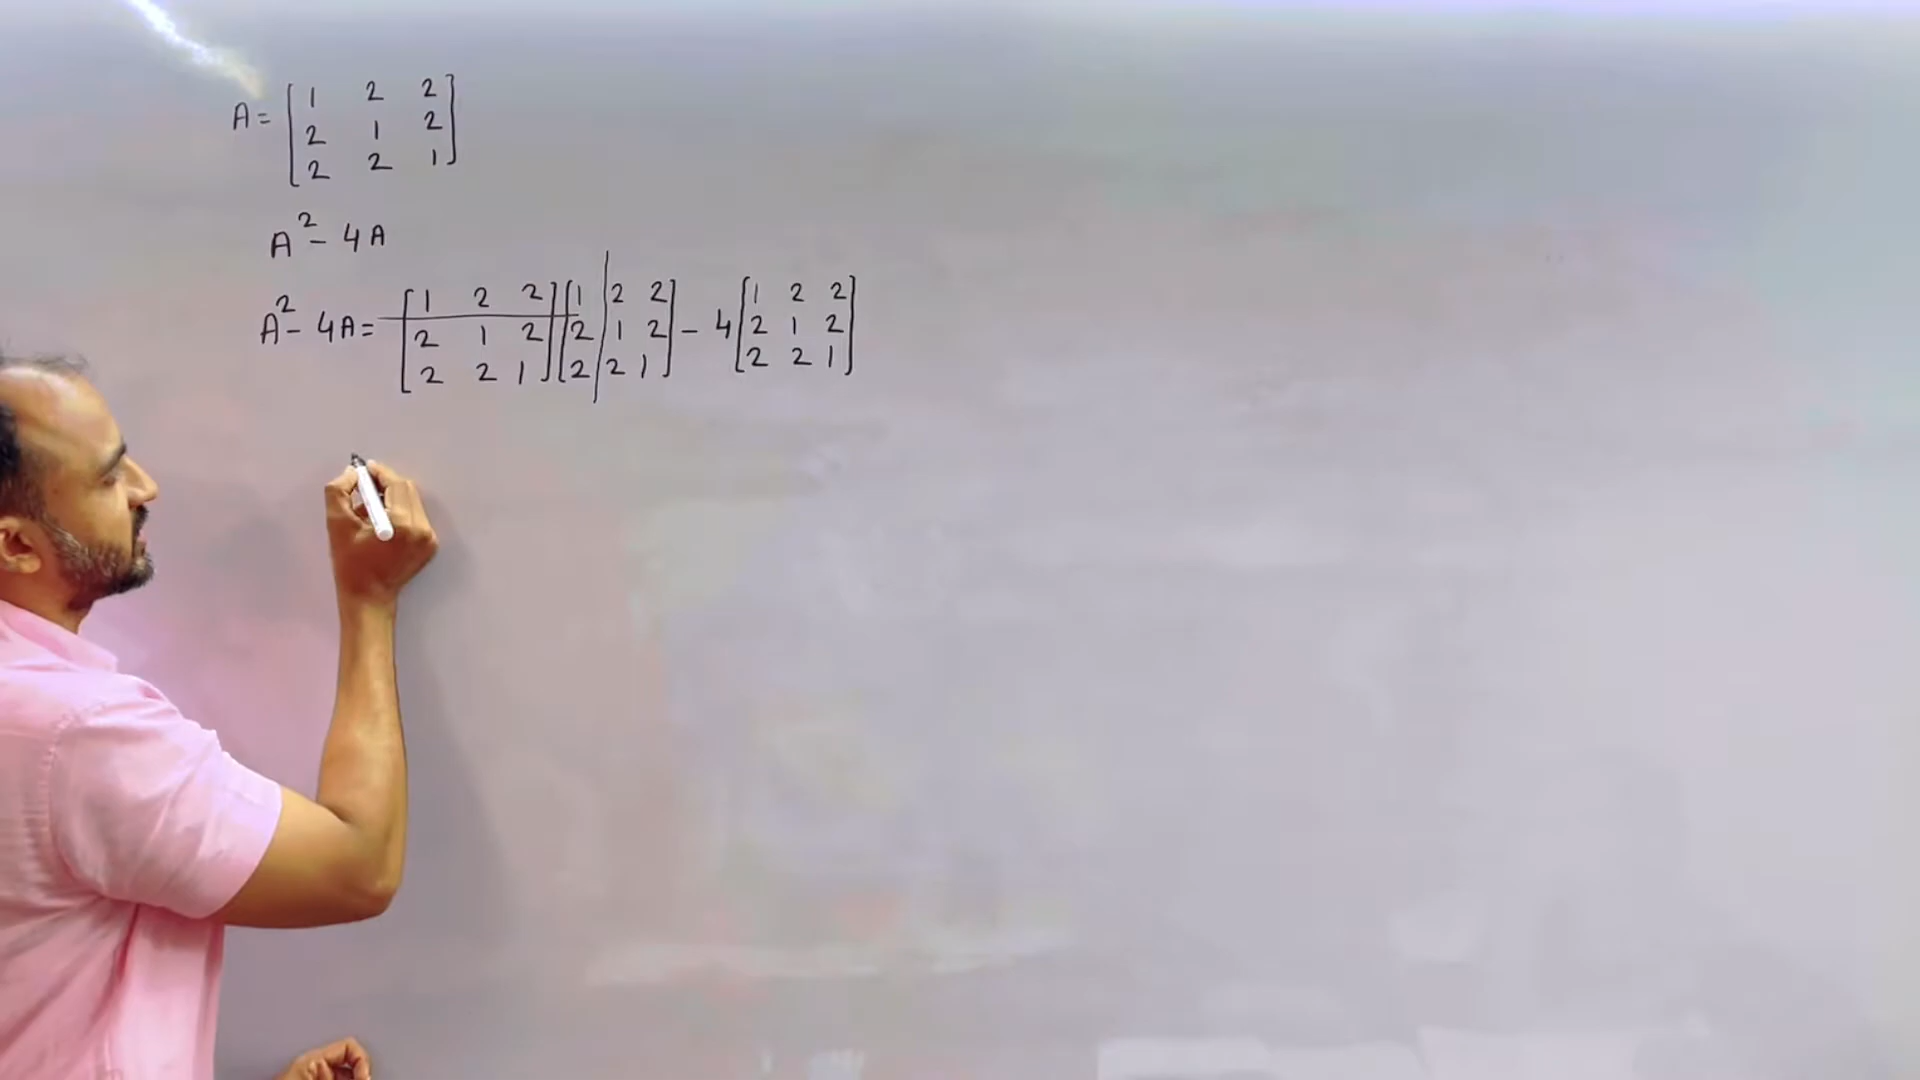 A = [1 2 2
2 1 2
2 2 1]
A² - 4A
A² - 4A = [1 2 2 [1 2 2 - 4 [1 2 2
2 1 2 2 1 2 2 1 2
2 2 1] 2 2 1] 2 2 1]